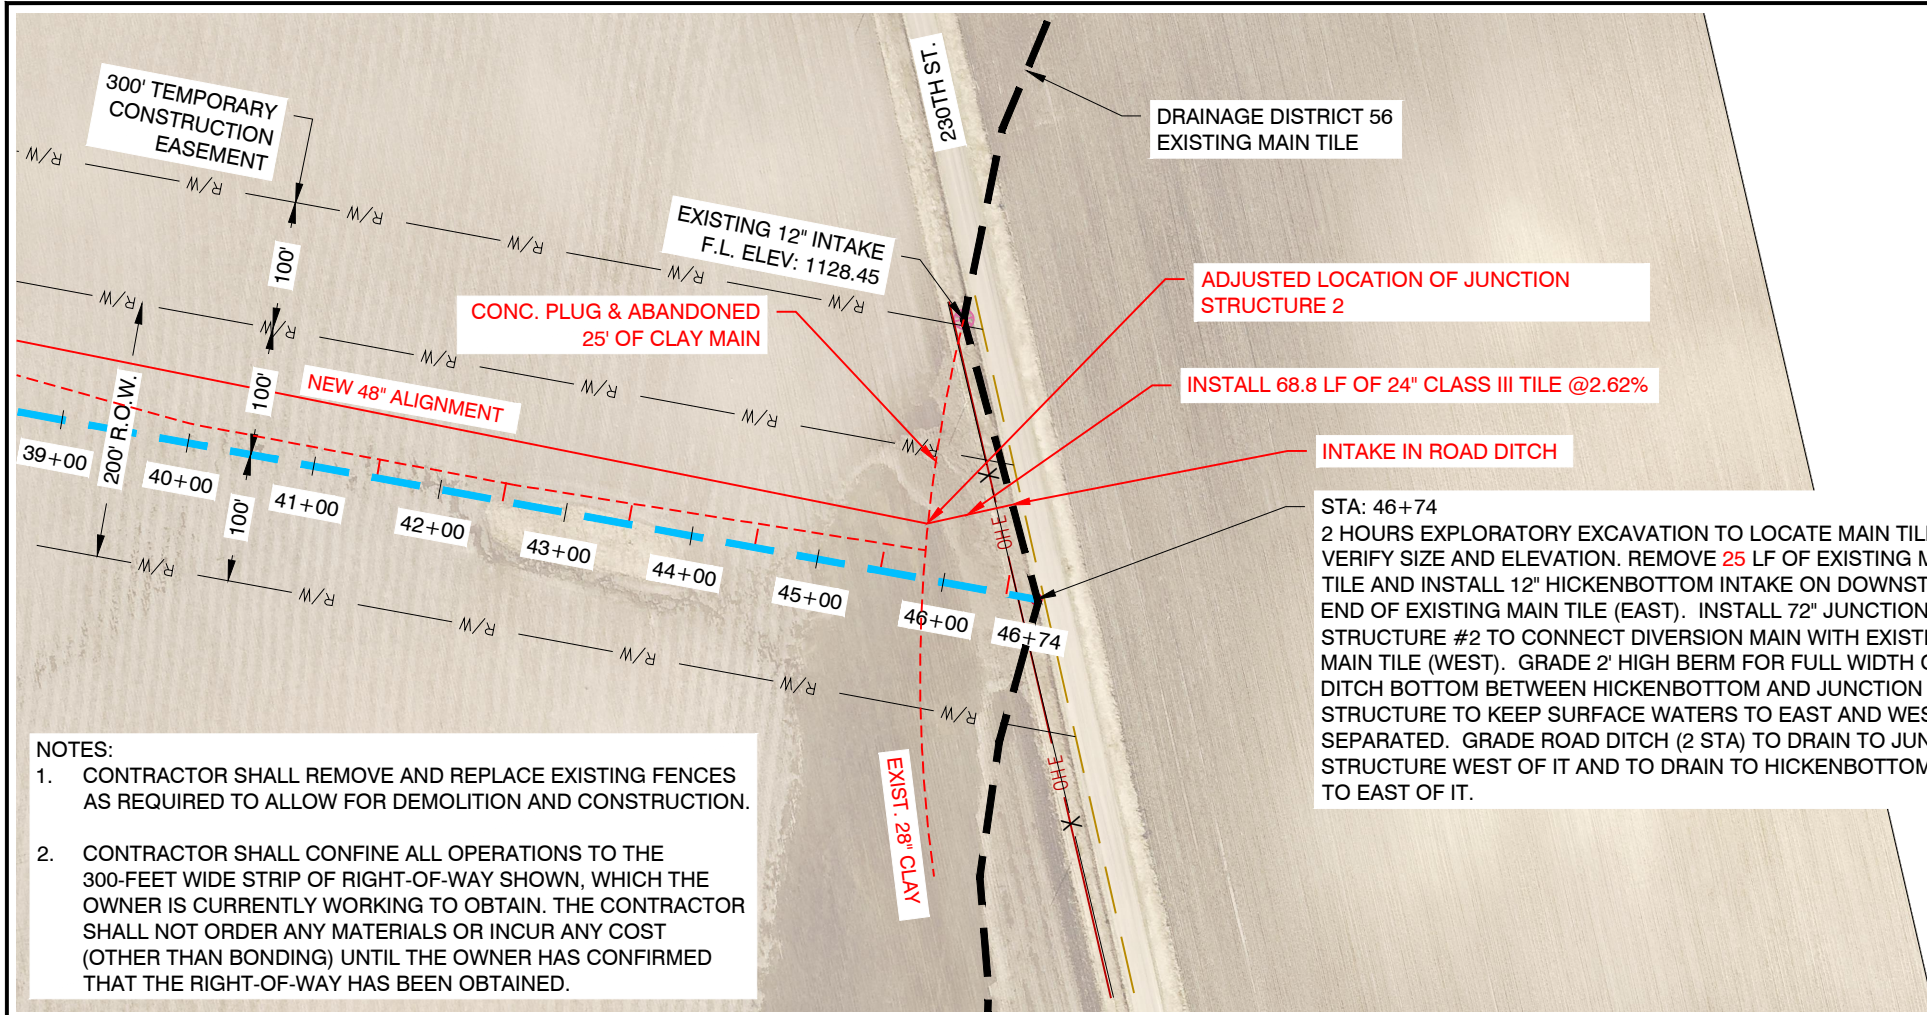 300' TEMPORARY
CONSTRUCTION
EASEMENT
230TH ST.
DRAINAGE DISTRICT 56
EXISTING MAIN TILE
R/W
R/W
R/W
R/W
R/W
R/W
EXISTING 12" INTAKE
F.L. ELEV: 1128.45
100'
R/W
R/W
R/W
R/W
R/W
CONC. PLUG & ABANDONED
25' OF CLAY MAIN
ADJUSTED LOCATION OF JUNCTION
STRUCTURE 2
NEW 48" ALIGNMENT
100'
200' R.O.W.
INSTALL 68.8 LF OF 24" CLASS III TILE @2.62%
INTAKE IN ROAD DITCH
39+00
40+00
41+00
42+00
43+00
44+00
45+00
46+00
46+74
100'
OHE
OHE
R/W
R/W
R/W
R/W
R/W
R/W
STA: 46+74
2 HOURS EXPLORATORY EXCAVATION TO LOCATE MAIN TILE
VERIFY SIZE AND ELEVATION. REMOVE 25 LF OF EXISTING
TILE AND INSTALL 12" HICKENBOTTOM INTAKE ON
END OF EXISTING MAIN TILE (EAST). INSTALL 72" JUNCTION
STRUCTURE #2 TO CONNECT DIVERSION MAIN WITH
MAIN TILE (WEST). GRADE 2' HIGH BERM FOR FULL WIDTH
DITCH BOTTOM BETWEEN HICKENBOTTOM AND JUNCTION
STRUCTURE TO KEEP SURFACE WATERS TO EAST AND
SEPARATED. GRADE ROAD DITCH (2 STA) TO DRAIN TO
STRUCTURE WEST OF IT AND TO DRAIN TO HICKENBOTTOM
TO EAST OF IT.
EXIST. 28" CLAY
NOTES:
1. CONTRACTOR SHALL REMOVE AND REPLACE EXISTING FENCES
AS REQUIRED TO ALLOW FOR DEMOLITION AND CONSTRUCTION.
2. CONTRACTOR SHALL CONFINE ALL OPERATIONS TO THE
300-FEET WIDE STRIP OF RIGHT-OF-WAY SHOWN, WHICH THE
OWNER IS CURRENTLY WORKING TO OBTAIN. THE CONTRACTOR
SHALL NOT ORDER ANY MATERIALS OR INCUR ANY COST
(OTHER THAN BONDING) UNTIL THE OWNER HAS CONFIRMED
THAT THE RIGHT-OF-WAY HAS BEEN OBTAINED.